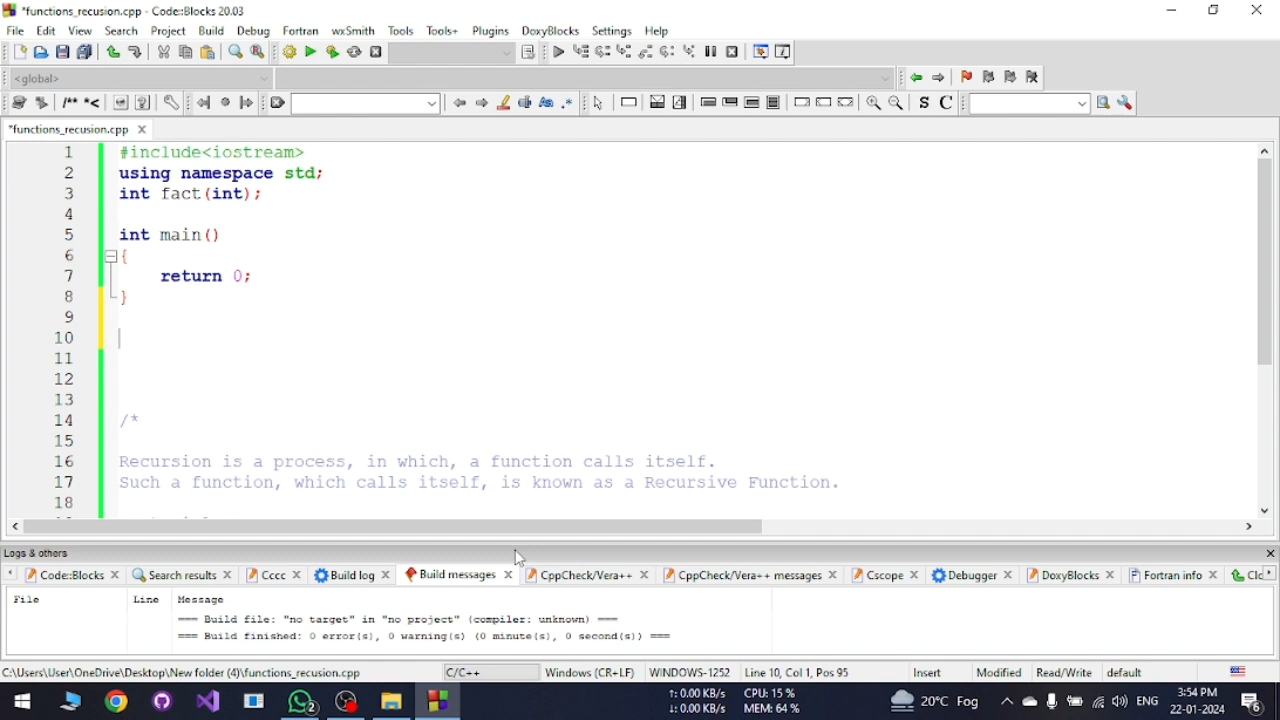 *functions_recusion.cpp - Code::Blocks 20.03
File Edit View Search Project Build Debug Fortran wxSmith Tools Tools+ Plugins DoxyBlocks Settings Help
<global>
/** *<
S C
*functions_recusion.cpp
1 #include<iostream>
2 using namespace std;
3 int fact(int);
4
5 int main()
6 {
7 return 0;
8 }
9
10
11
12
13
14 /*
15
16 Recursion is a process, in which, a function calls itself.
17 Such a function, which calls itself, is known as a Recursive Function.
18
Logs & others
Code::Blocks Search results Cccc Build log Build messages CppCheck/Vera++ CppCheck/Vera++ messages Cscope Debugger DoxyBlocks Fortran info Clo
File Line Message
=== Build file: "no target" in "no project" (compiler: unknown) ===
=== Build finished: 0 error(s), 0 warning(s) (0 minute(s), 0 second(s)) ===
C:\Users\User\OneDrive\Desktop\New folder (4)\functions_recusion.cpp C/C++ Windows (CR+LF) WINDOWS-1252 Line 10, Col 1, Pos 95 Insert Modified Read/Write default
2 ↑: 0.00 KB/s CPU: 15 % 20°C Fog ENG 3:54 PM
↓: 0.00 KB/s MEM: 64 % 22-01-2024 6